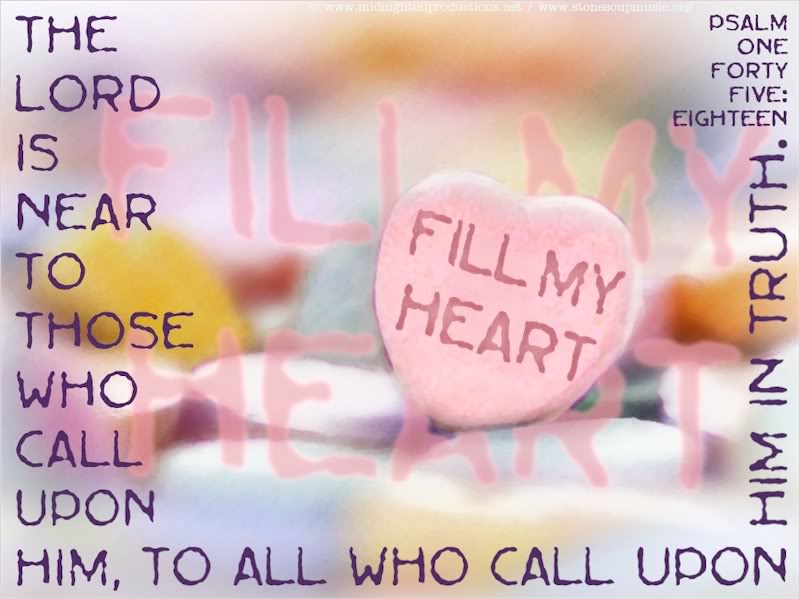 © www.midnightoilproductions.net / www.stonesoupmusic.org
THE
LORD
IS
NEAR
TO
THOSE
WHO
CALL
UPON
HIM, TO ALL WHO CALL UPON
HIM IN TRUTH.
PSALM
ONE
FORTY
FIVE:
EIGHTEEN
FILL MY
HEART
FILL MY
HEART